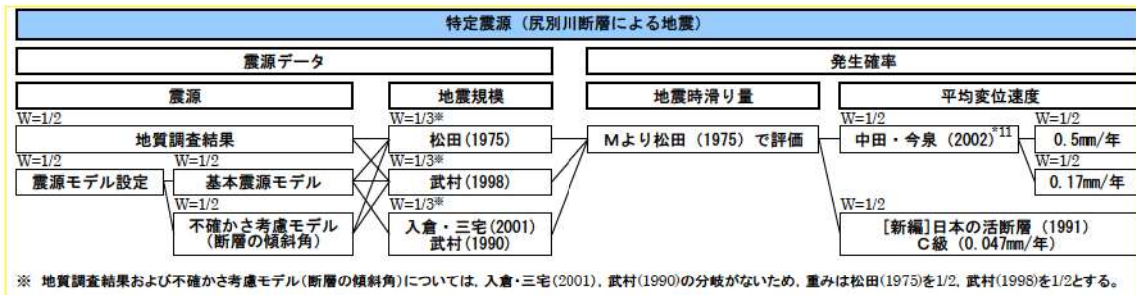 特定震源（尻別川断層による地震）
震源データ
発生確率
震源
地震規模
地震時滑り量
平均変位速度
W=1/2
地質調査結果
W=1/2
震源モデル設定
W=1/2
基本震源モデル
W=1/2
不確かさ考慮モデル
（断層の傾斜角）
W=1/3※
松田(1975)
W=1/3※
武村(1998)
W=1/3※
入倉・三宅(2001)
武村(1990)
Mより松田（1975）で評価
W=1/2
中田・今泉（2002）*11
W=1/2
0.5mm/年
W=1/2
0.17mm/年
W=1/2
[新編]日本の活断層（1991）
C級（0.047mm/年）
※ 地質調査結果および不確かさ考慮モデル(断層の傾斜角)については，入倉・三宅(2001)，武村(1990)の分岐がないため，重みは松田(1975)を1/2，武村(1998)を1/2とする。